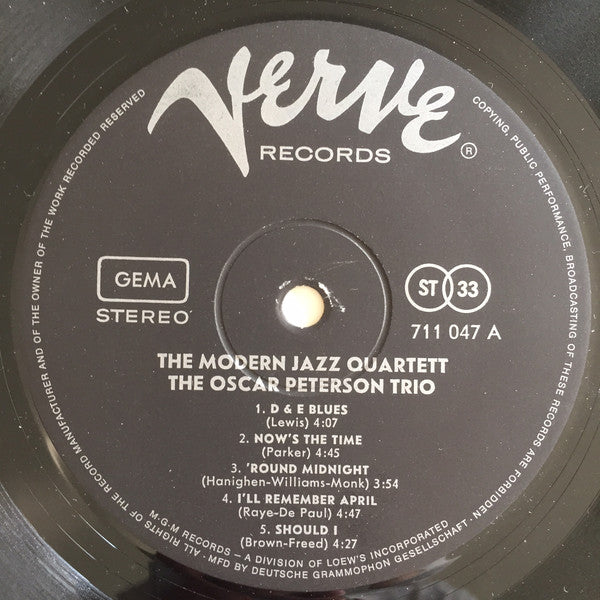 Verve
RECORDS ®
GEMA
STEREO
ST 33
711 047 A
THE MODERN JAZZ QUARTETT
THE OSCAR PETERSON TRIO
1. D & E BLUES
(Lewis) 4:07
2. NOW'S THE TIME
(Parker) 4:45
3. 'ROUND MIDNIGHT
(Hanighen-Williams-Monk) 3:54
4. I'LL REMEMBER APRIL
(Raye-De Paul) 4:47
5. SHOULD I
(Brown-Freed) 4:27
M-G-M RECORDS – A DIVISION OF LOEW'S INCORPORATED
ALL RIGHTS OF THE RECORD MANUFACTURER AND OF THE OWNER OF THE WORK RECORDED RESERVED
COPYING, PUBLIC PERFORMANCE, BROADCASTING OF THESE RECORDS ARE FORBIDDEN
· MFD BY DEUTSCHE GRAMMOPHON GESELLSCHAFT ·